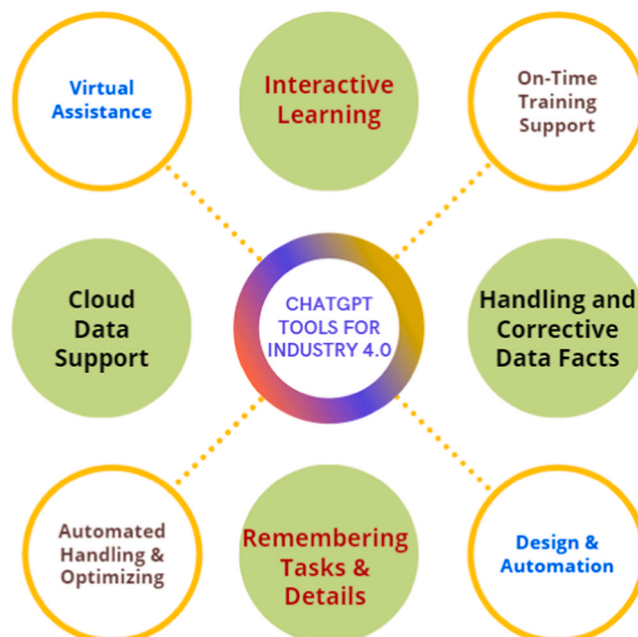 Virtual
Assistance
Interactive
Learning
On-Time
Training
Support
Cloud
Data
Support
CHATGPT
TOOLS FOR
INDUSTRY 4.0
Handling and
Corrective
Data Facts
Automated
Handling &
Optimizing
Remembering
Tasks &
Details
Design &
Automation